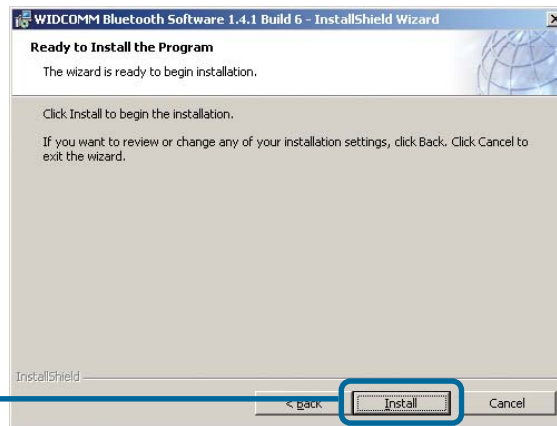 WIDCOMM Bluetooth Software 1.4.1 Build 6 - InstallShield Wizard
Ready to Install the Program
The wizard is ready to begin installation.
Click Install to begin the installation.
If you want to review or change any of your installation settings, click Back. Click Cancel to
exit the wizard.
InstallShield
< Back Install Cancel